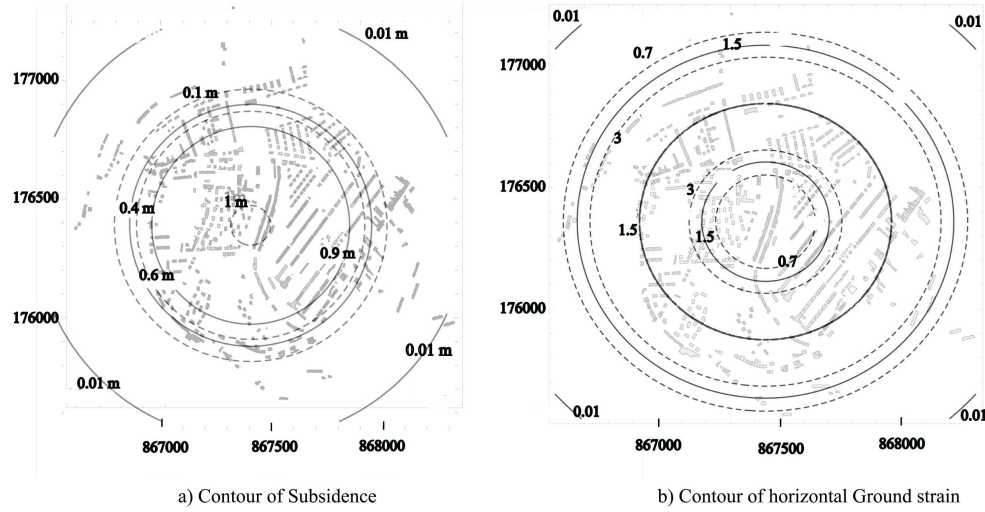 0.01 m
177000
0.1 m
176500
0.4 m
1 m
0.6 m
0.9 m
176000
0.01 m
0.01 m
867000
867500
868000
a) Contour of Subsidence
0.01
0.01
0.7
1.5
177000
3
176500
3
1.5
1.5
0.7
176000
0.01
0.01
867000
867500
868000
b) Contour of horizontal Ground strain